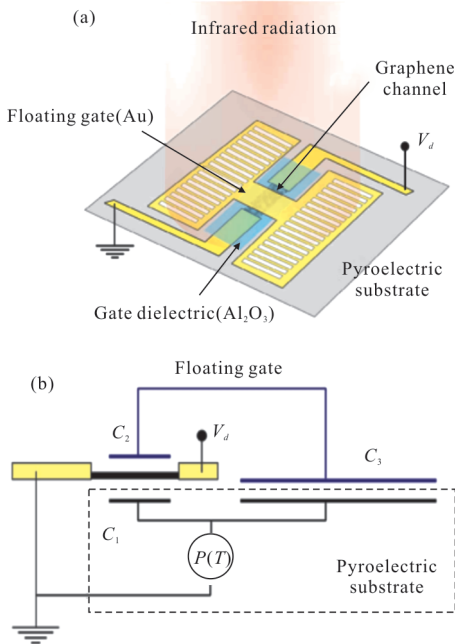 (a)
Infrared radiation
Graphene
channel
Floating gate(Au)
V_d
Pyroelectric
substrate
Gate dielectric(Al₂O₃)
(b)
Floating gate
C₂
V_d
C₃
C₁
P(T)
Pyroelectric
substrate